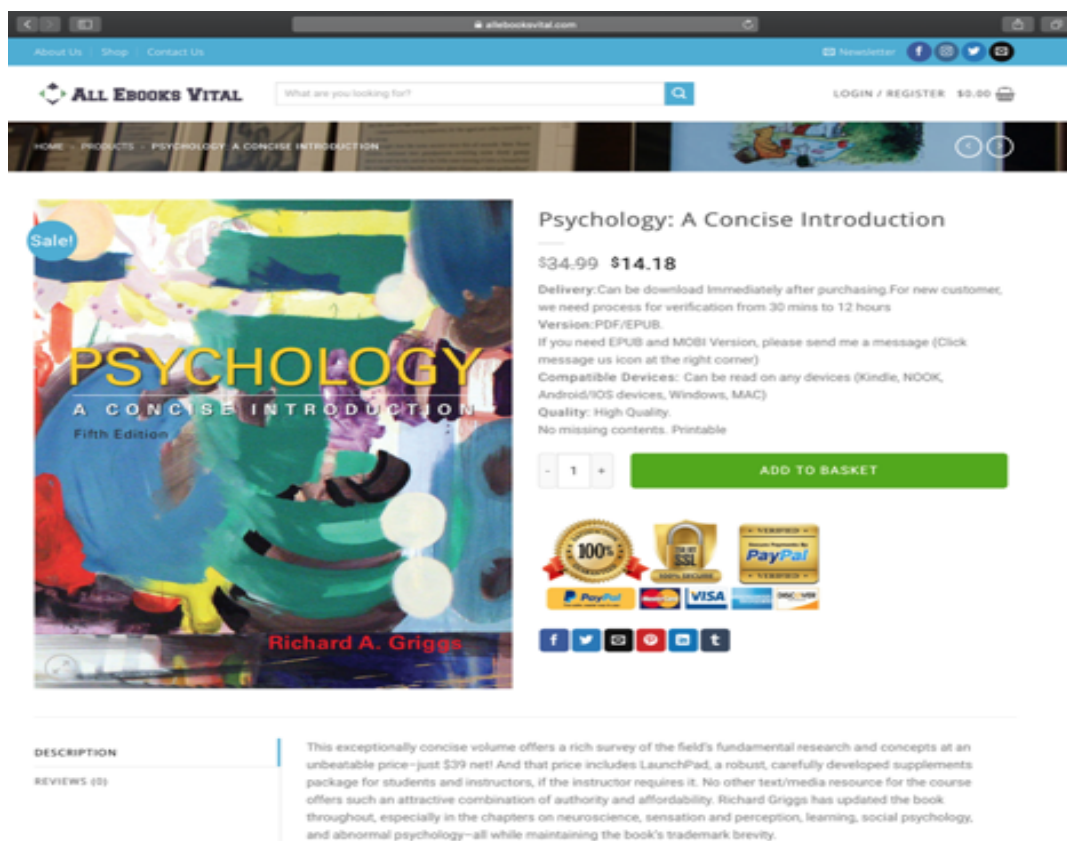 allebooksvital.com
About Us
Shop
Contact Us
Newsletter
ALL EBOOKS VITAL
What are you looking for?
LOGIN / REGISTER $0.00
HOME - PRODUCTS - PSYCHOLOGY: A CONCISE INTRODUCTION
Sale!
PSYCHOLOGY
A CONCISE INTRODUCTION
Fifth Edition
Richard A. Griggs
Psychology: A Concise Introduction
$34.99 $14.18
Delivery:Can be download Immediately after purchasing.For new customer,
we need process for verification from 30 mins to 12 hours
Version:PDF/EPUB.
If you need EPUB and MOBI Version, please send me a message (Click
message us icon at the right corner)
Compatible Devices: Can be read on any devices (Kindle, NOOK,
Android/IOS devices, Windows, MAC)
Quality: High Quality.
No missing contents. Printable
- 1 +
ADD TO BASKET
100%
SSL
100% SECURE
VERIFIED
PayPal
VERIFIED
PayPal
VISA
DISCOVER
DESCRIPTION
REVIEWS (0)
This exceptionally concise volume offers a rich survey of the field's fundamental research and concepts at an
unbeatable price–just $39 net! And that price includes LaunchPad, a robust, carefully developed supplements
package for students and instructors, if the instructor requires it. No other text/media resource for the course
offers such an attractive combination of authority and affordability. Richard Griggs has updated the book
throughout, especially in the chapters on neuroscience, sensation and perception, learning, social psychology,
and abnormal psychology–all while maintaining the book's trademark brevity.